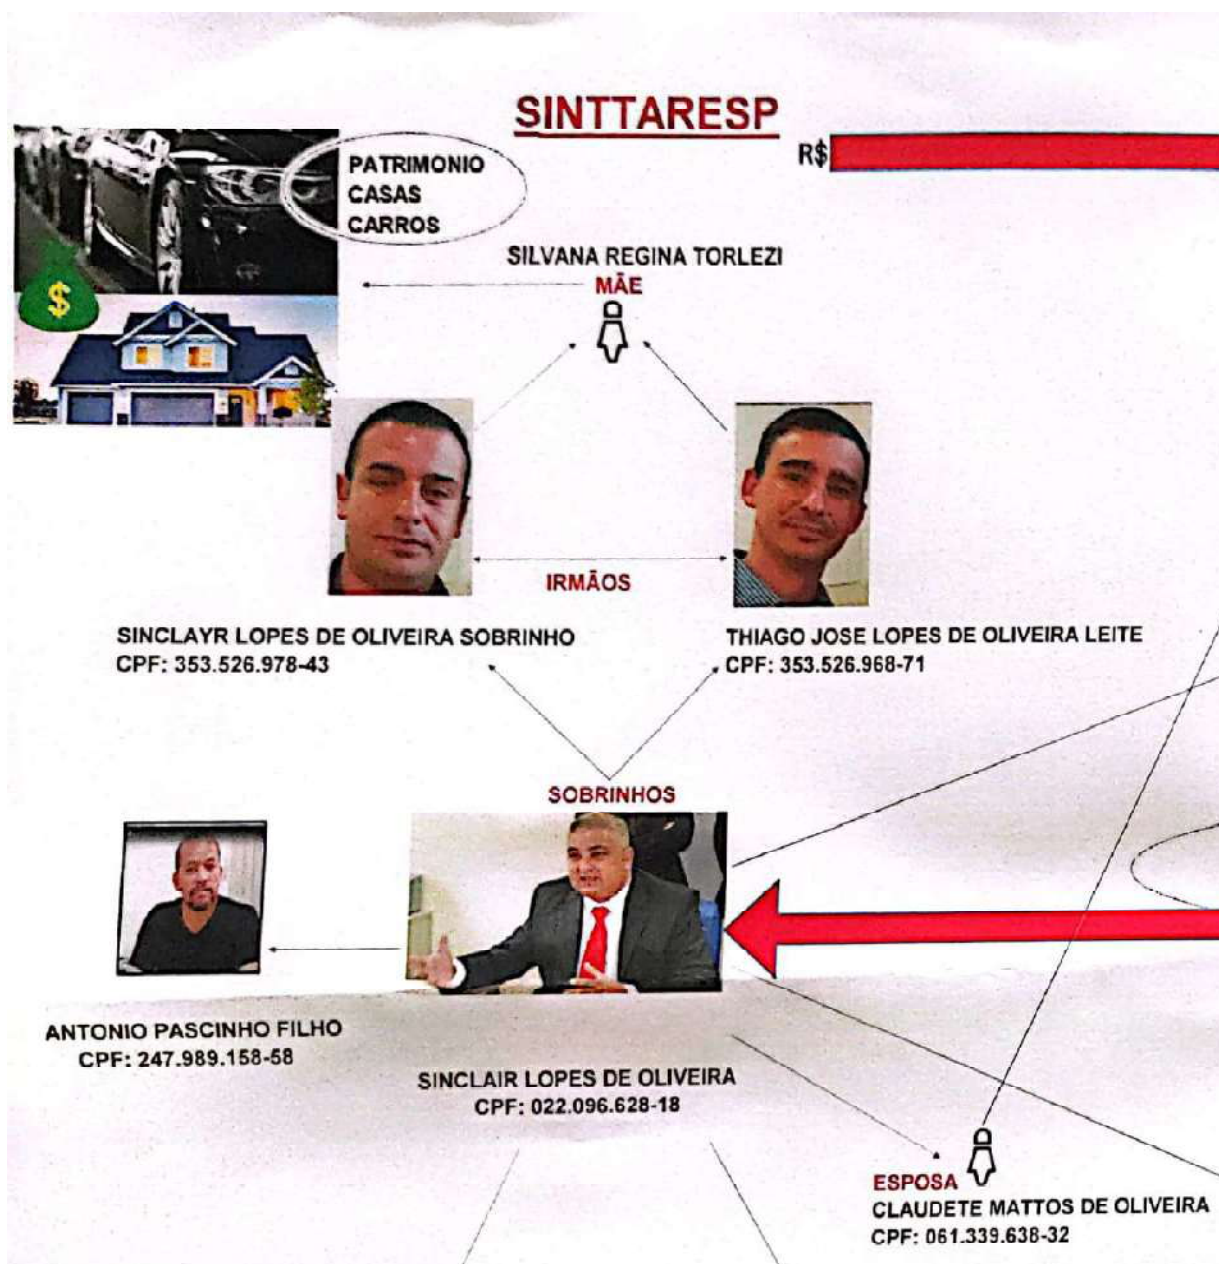 SINTTARESP
R$
PATRIMONIO
CASAS
CARROS
$
SILVANA REGINA TORLEZI
MÃE
IRMÃOS
SINCLAYR LOPES DE OLIVEIRA SOBRINHO
CPF: 353.526.978-43
THIAGO JOSE LOPES DE OLIVEIRA LEITE
CPF: 353.526.968-71
SOBRINHOS
ANTONIO PASCINHO FILHO
CPF: 247.989.158-58
SINCLAIR LOPES DE OLIVEIRA
CPF: 022.096.628-18
ESPOSA
CLAUDETE MATTOS DE OLIVEIRA
CPF: 061.339.638-32